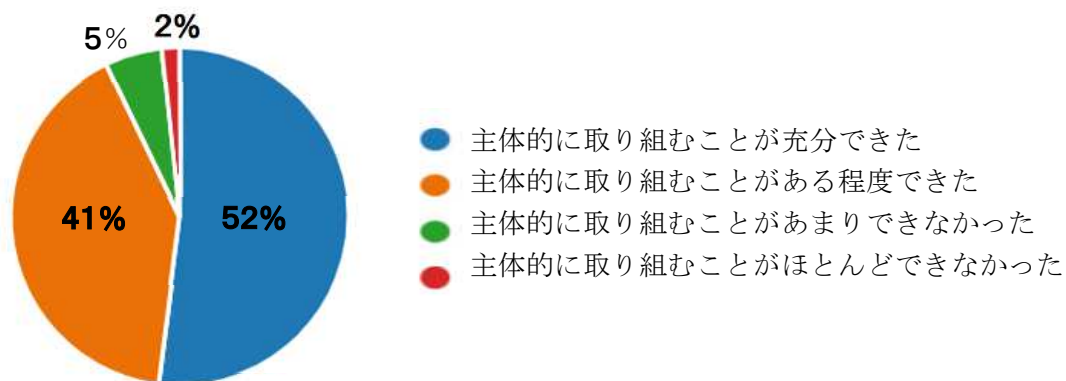 5%
2%
41%
52%
主体的に取り組むことが充分できた
主体的に取り組むことがある程度できた
主体的に取り組むことがあまりできなかった
主体的に取り組むことがほとんどできなかった